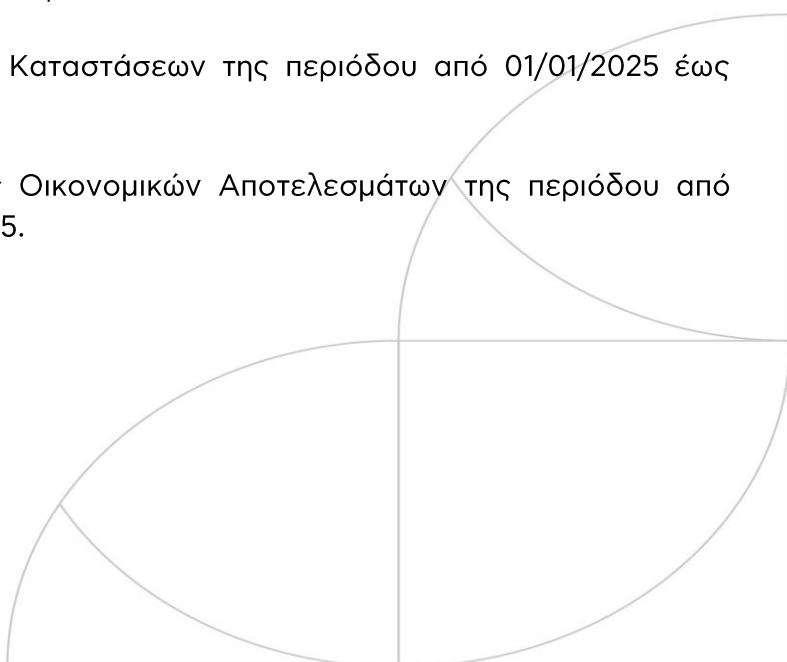 Καταστάσεων της περιόδου από 01/01/2025 έως
Οικονομικών Αποτελεσμάτων της περιόδου από
5.